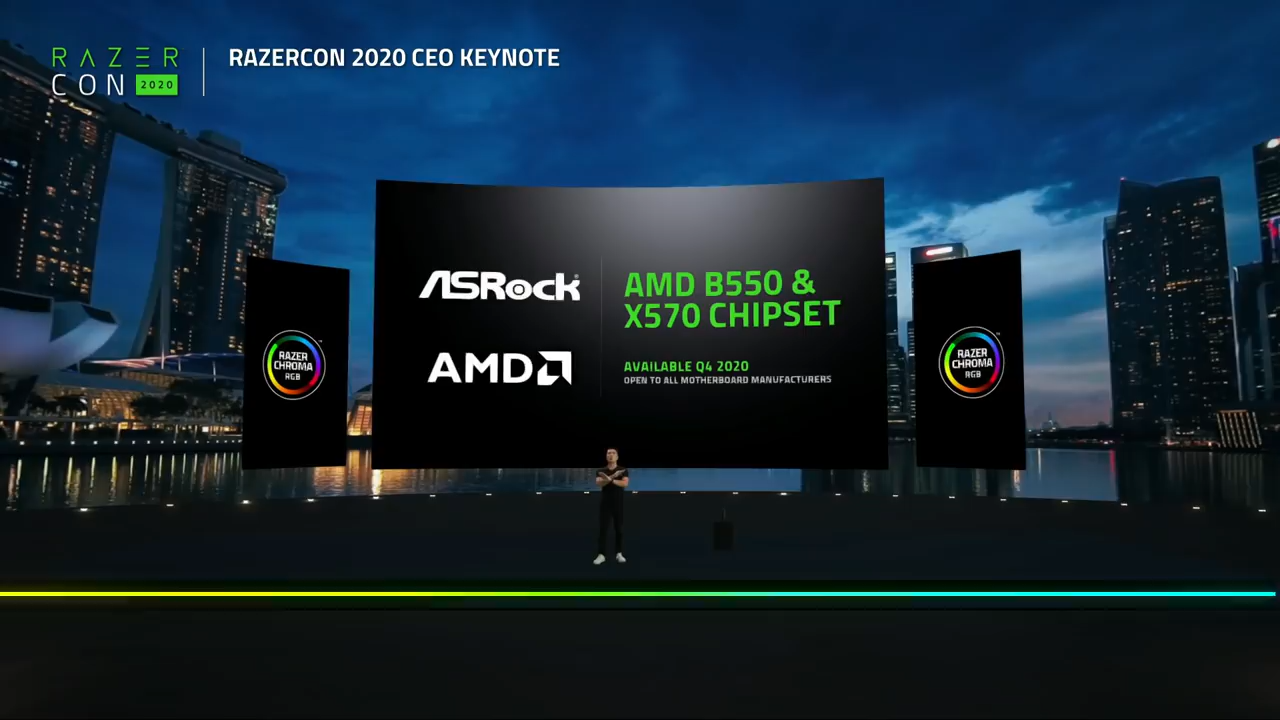 RAZER
CON 2020
RAZERCON 2020 CEO KEYNOTE
ASRock
AMD
AMD B550 &
X570 CHIPSET
AVAILABLE Q4 2020
OPEN TO ALL MOTHERBOARD MANUFACTURERS
RAZER
CHROMA
RGB
RAZER
CHROMA
RGB